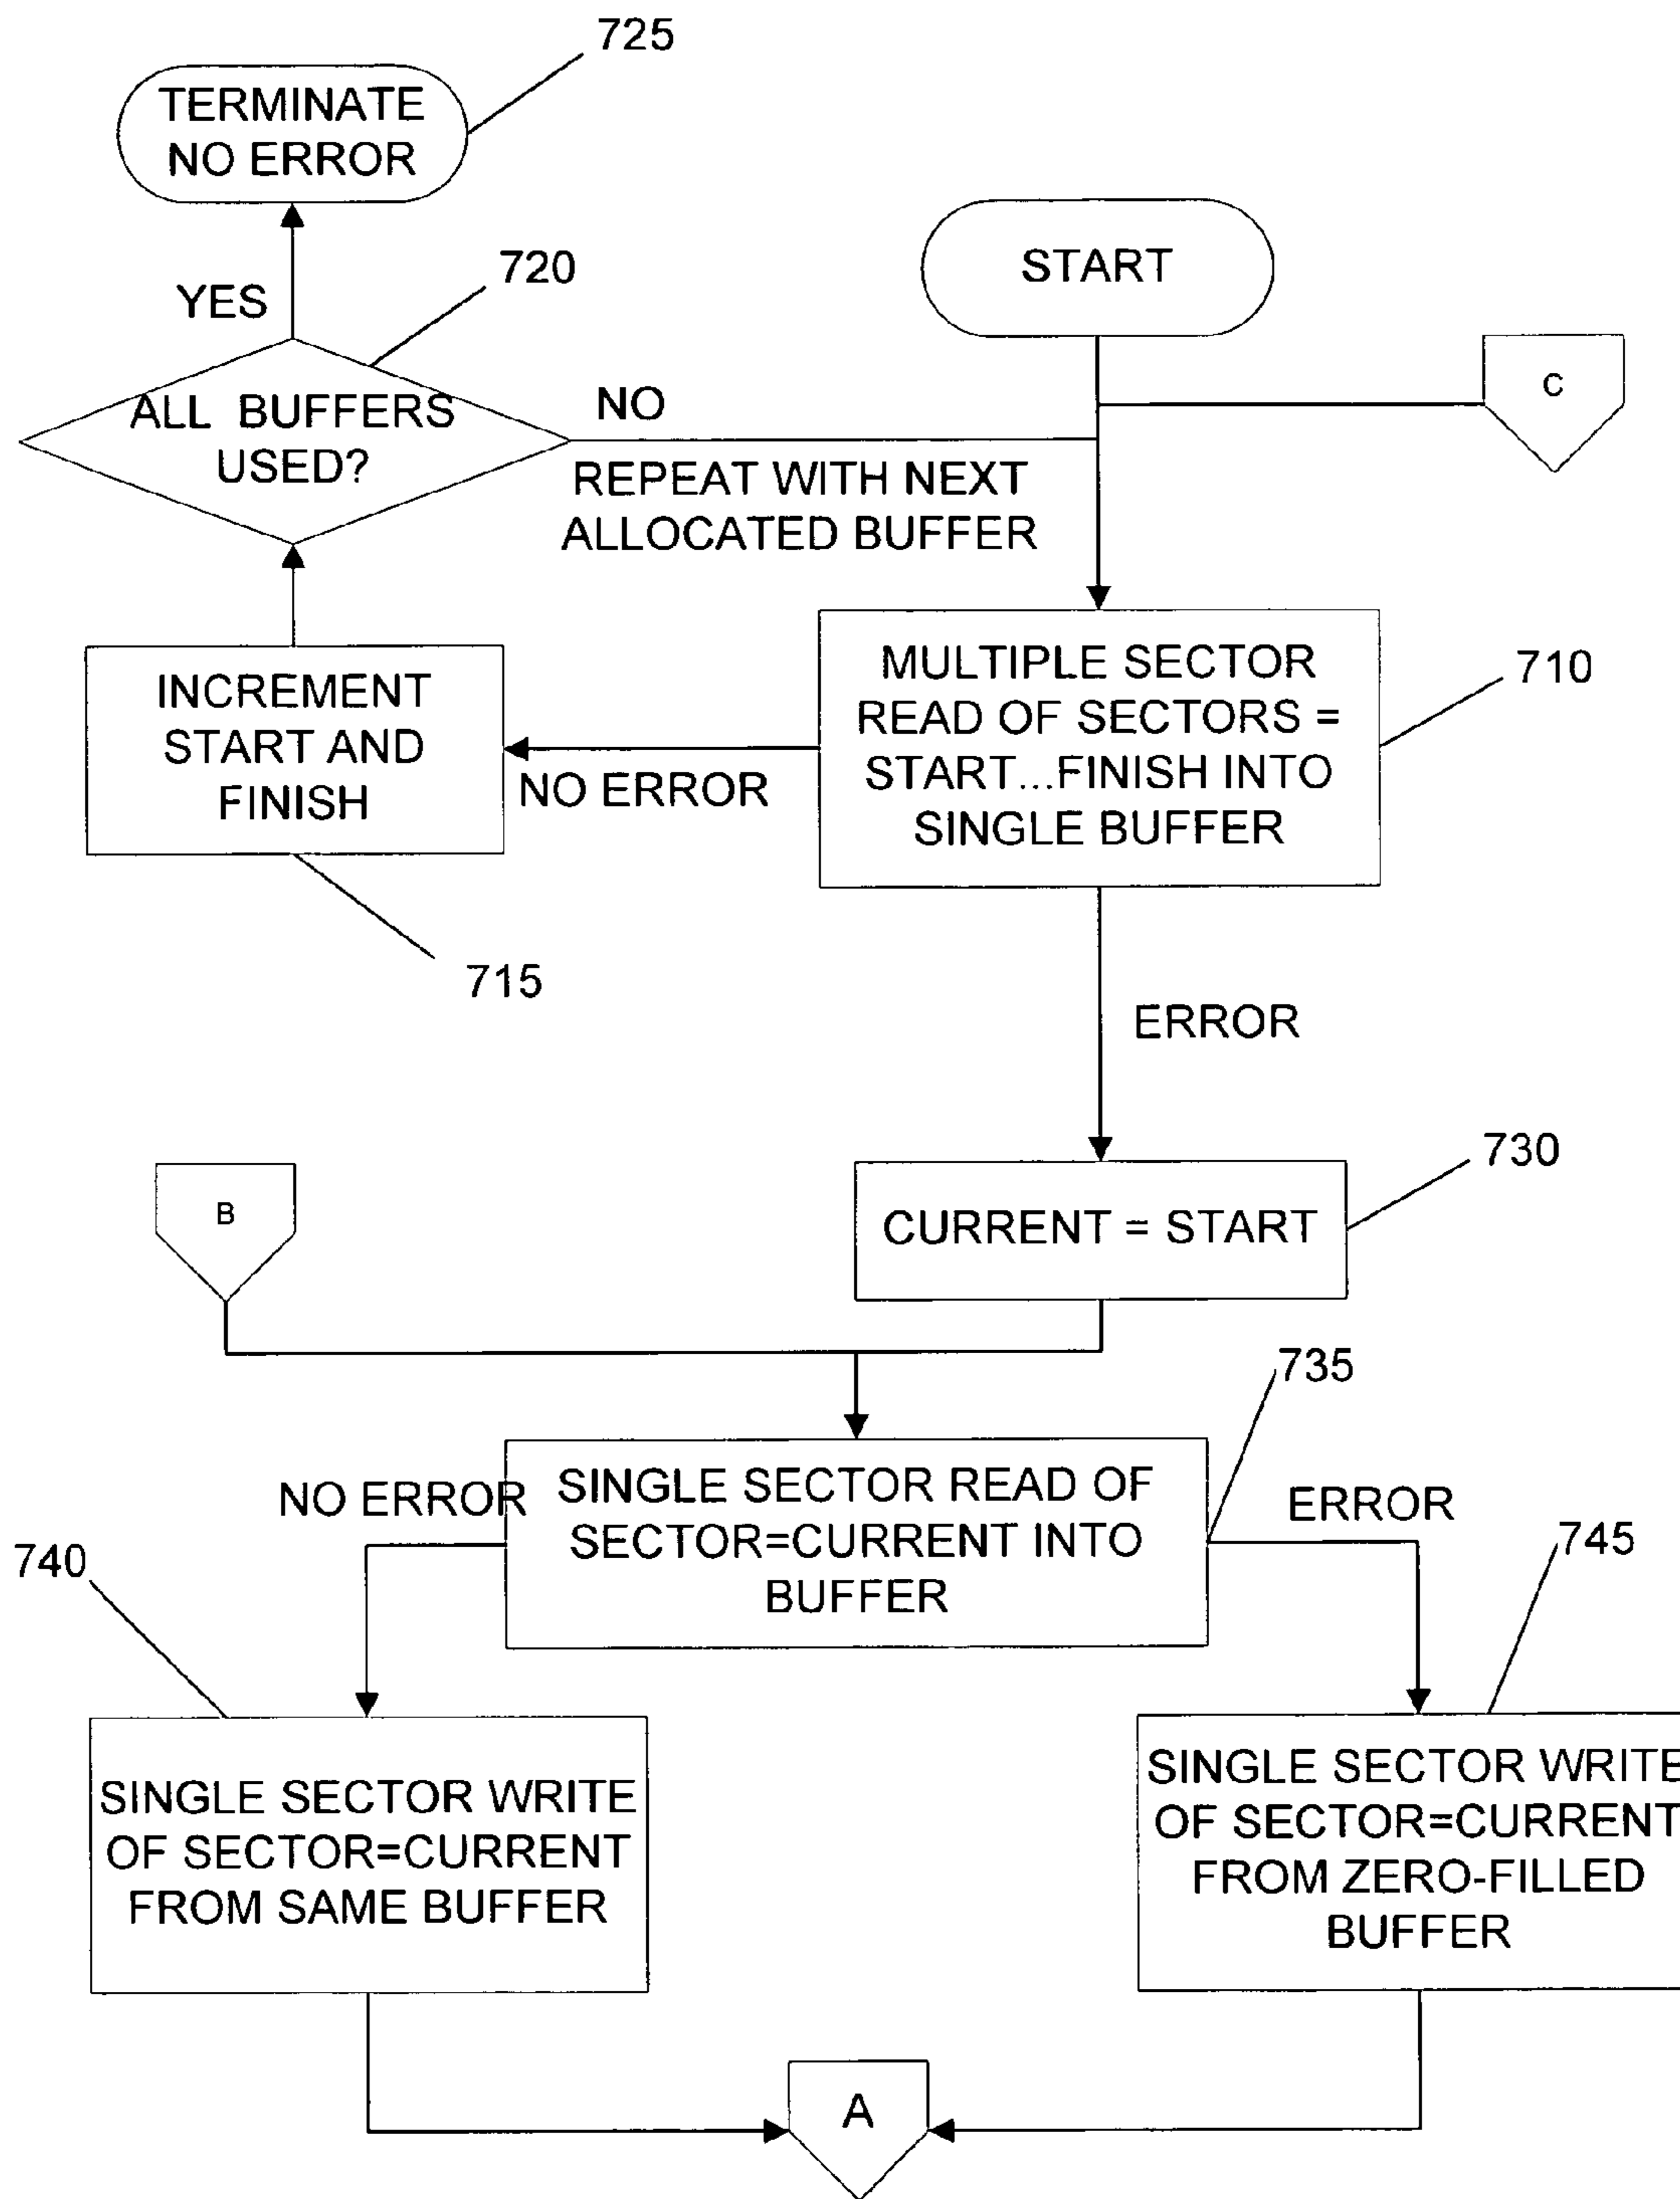 725
TERMINATE
NO ERROR
START
720
YES
C
ALL BUFFERS
USED?
NO
REPEAT WITH NEXT
ALLOCATED BUFFER
INCREMENT
START AND
FINISH
NO ERROR
MULTIPLE SECTOR
READ OF SECTORS =
START...FINISH INTO
SINGLE BUFFER
710
715
ERROR
730
B
CURRENT = START
735
NO ERROR
SINGLE SECTOR READ OF
SECTOR=CURRENT INTO
BUFFER
ERROR
740
745
SINGLE SECTOR WRITE
OF SECTOR=CURRENT
FROM SAME BUFFER
SINGLE SECTOR WRITE
OF SECTOR=CURRENT
FROM ZERO-FILLED
BUFFER
A